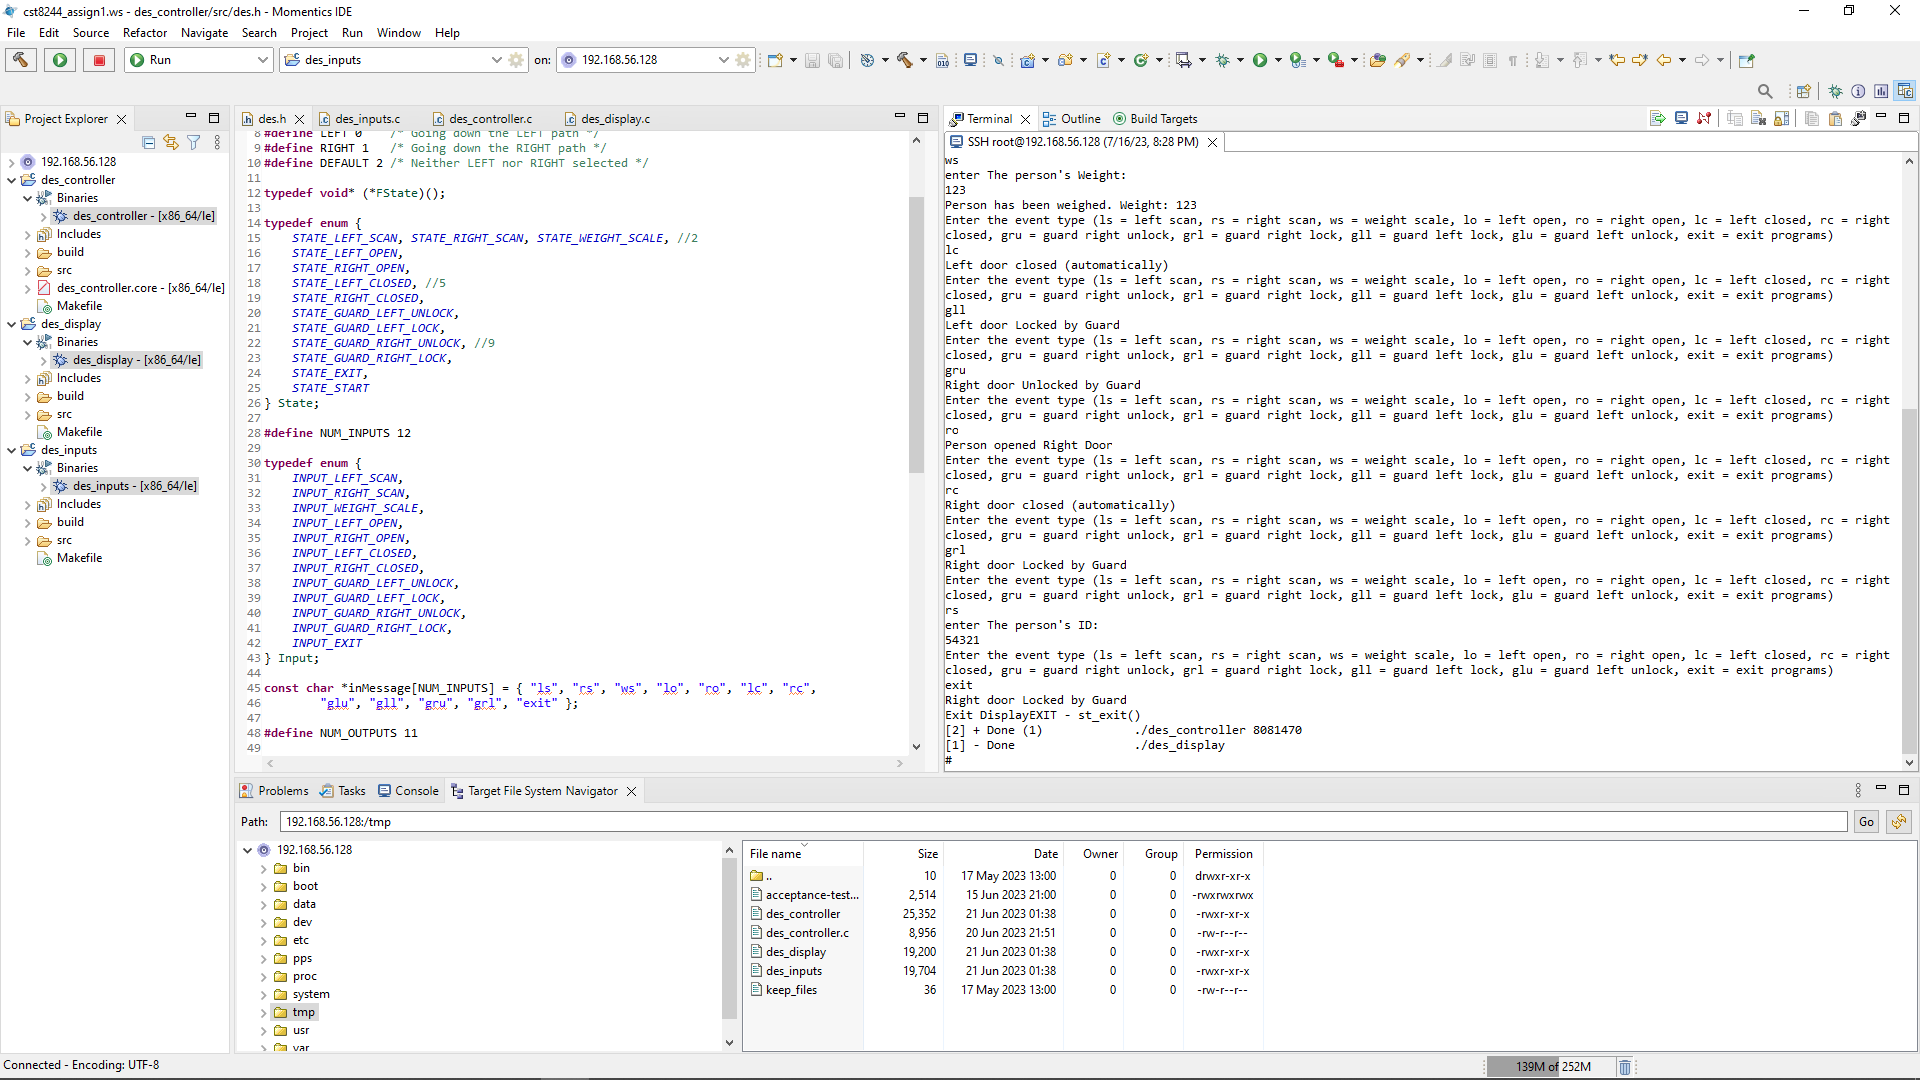 cst8244_assign1.ws - des_controller/src/des.h - Momentics IDE
File Edit Source Refactor Navigate Search Project Run Window Help
Run des_inputs on: 192.168.56.128
Project Explorer
192.168.56.128
des_controller
Binaries
des_controller - [x86_64/le]
Includes
build
src
des_controller.core - [x86_64/le]
Makefile
des_display
Binaries
des_display - [x86_64/le]
Includes
build
src
Makefile
des_inputs
Binaries
des_inputs - [x86_64/le]
Includes
build
src
Makefile
des.h des_inputs.c des_controller.c des_display.c
8 #define LEFT 0 /* Going down the LEFT path */
9 #define RIGHT 1 /* Going down the RIGHT path */
10 #define DEFAULT 2 /* Neither LEFT nor RIGHT selected */
11
12 typedef void* (*FState)();
13
14 typedef enum {
15 STATE_LEFT_SCAN, STATE_RIGHT_SCAN, STATE_WEIGHT_SCALE, //2
16 STATE_LEFT_OPEN,
17 STATE_RIGHT_OPEN,
18 STATE_LEFT_CLOSED, //5
19 STATE_RIGHT_CLOSED,
20 STATE_GUARD_LEFT_UNLOCK,
21 STATE_GUARD_LEFT_LOCK,
22 STATE_GUARD_RIGHT_UNLOCK, //9
23 STATE_GUARD_RIGHT_LOCK,
24 STATE_EXIT,
25 STATE_START
26 } State;
27
28 #define NUM_INPUTS 12
29
30 typedef enum {
31 INPUT_LEFT_SCAN,
32 INPUT_RIGHT_SCAN,
33 INPUT_WEIGHT_SCALE,
34 INPUT_LEFT_OPEN,
35 INPUT_RIGHT_OPEN,
36 INPUT_LEFT_CLOSED,
37 INPUT_RIGHT_CLOSED,
38 INPUT_GUARD_LEFT_UNLOCK,
39 INPUT_GUARD_LEFT_LOCK,
40 INPUT_GUARD_RIGHT_UNLOCK,
41 INPUT_GUARD_RIGHT_LOCK,
42 INPUT_EXIT
43 } Input;
44
45 const char *inMessage[NUM_INPUTS] = { "ls", "rs", "ws", "lo", "ro", "lc", "rc",
46 "glu", "gll", "gru", "grl", "exit" };
47
48 #define NUM_OUTPUTS 11
49
Terminal Outline Build Targets
SSH root@192.168.56.128 (7/16/23, 8:28 PM)
ws
enter The person's Weight:
123
Person has been weighed. Weight: 123
Enter the event type (ls = left scan, rs = right scan, ws = weight scale, lo = left open, ro = right open, lc = left closed, rc = right
closed, gru = guard right unlock, grl = guard right lock, gll = guard left lock, glu = guard left unlock, exit = exit programs)
lc
Left door closed (automatically)
Enter the event type (ls = left scan, rs = right scan, ws = weight scale, lo = left open, ro = right open, lc = left closed, rc = right
closed, gru = guard right unlock, grl = guard right lock, gll = guard left lock, glu = guard left unlock, exit = exit programs)
gll
Left door Locked by Guard
Enter the event type (ls = left scan, rs = right scan, ws = weight scale, lo = left open, ro = right open, lc = left closed, rc = right
closed, gru = guard right unlock, grl = guard right lock, gll = guard left lock, glu = guard left unlock, exit = exit programs)
gru
Right door Unlocked by Guard
Enter the event type (ls = left scan, rs = right scan, ws = weight scale, lo = left open, ro = right open, lc = left closed, rc = right
closed, gru = guard right unlock, grl = guard right lock, gll = guard left lock, glu = guard left unlock, exit = exit programs)
ro
Person opened Right Door
Enter the event type (ls = left scan, rs = right scan, ws = weight scale, lo = left open, ro = right open, lc = left closed, rc = right
closed, gru = guard right unlock, grl = guard right lock, gll = guard left lock, glu = guard left unlock, exit = exit programs)
rc
Right door closed (automatically)
Enter the event type (ls = left scan, rs = right scan, ws = weight scale, lo = left open, ro = right open, lc = left closed, rc = right
closed, gru = guard right unlock, grl = guard right lock, gll = guard left lock, glu = guard left unlock, exit = exit programs)
grl
Right door Locked by Guard
Enter the event type (ls = left scan, rs = right scan, ws = weight scale, lo = left open, ro = right open, lc = left closed, rc = right
closed, gru = guard right unlock, grl = guard right lock, gll = guard left lock, glu = guard left unlock, exit = exit programs)
rs
enter The person's ID:
54321
Enter the event type (ls = left scan, rs = right scan, ws = weight scale, lo = left open, ro = right open, lc = left closed, rc = right
closed, gru = guard right unlock, grl = guard right lock, gll = guard left lock, glu = guard left unlock, exit = exit programs)
exit
Right door Locked by Guard
Exit DisplayEXIT - st_exit()
[2] + Done (1) ./des_controller 8081470
[1] - Done ./des_display
#
Problems Tasks Console Target File System Navigator
Path: 192.168.56.128:/tmp Go
192.168.56.128
bin
boot
data
dev
etc
pps
proc
system
tmp
usr
var
File name Size Date Owner Group Permission
.. 10 17 May 2023 13:00 0 0 drwxr-xr-x
acceptance-test... 2,514 15 Jun 2023 21:00 0 0 -rwxrwxrwx
des_controller 25,352 21 Jun 2023 01:38 0 0 -rwxr-xr-x
des_controller.c 8,956 20 Jun 2023 21:51 0 0 -rw-r--r--
des_display 19,200 21 Jun 2023 01:38 0 0 -rwxr-xr-x
des_inputs 19,704 21 Jun 2023 01:38 0 0 -rwxr-xr-x
keep_files 36 17 May 2023 13:00 0 0 -rw-r--r--
Connected - Encoding: UTF-8
139M of 252M